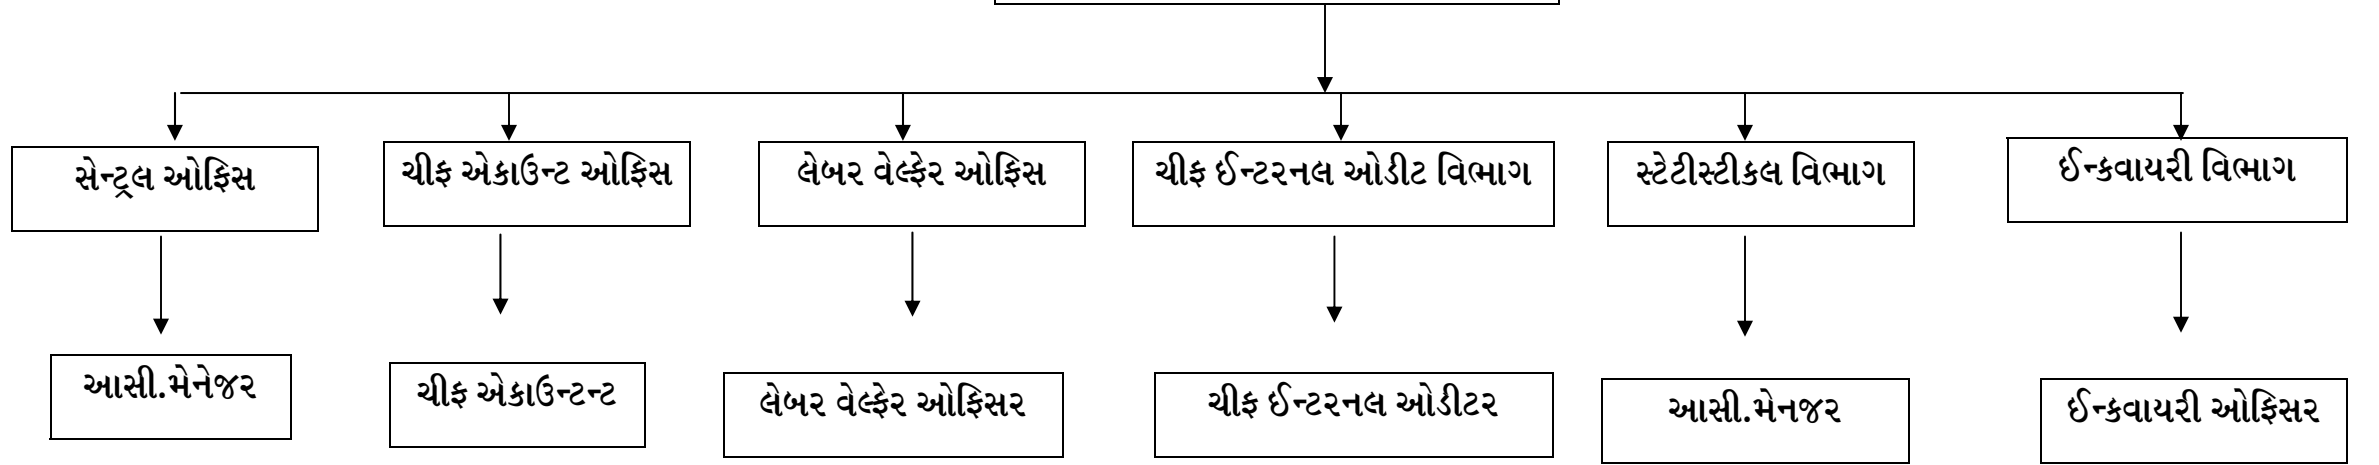 સેન્ટ્રલ ઓફિસ
ચીફ એકાઉન્ટ ઓફિસ
લેબર વેલ્ફેર ઓફિસ
ચીફ ઈન્ટરનલ ઓડીટ વિભાગ
સ્ટેટીસ્ટીકલ વિભાગ
ઈન્કવાયરી વિભાગ
આસી.મેનેજર
ચીફ એકાઉન્ટન્ટ
લેબર વેલ્ફેર ઓફિસર
ચીફ ઈન્ટરનલ ઓડીટર
આસી.મેનજર
ઈન્કવાયરી ઓફિસર